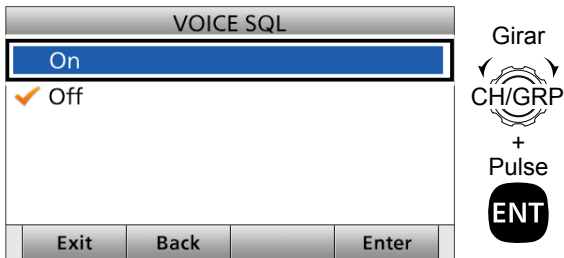 VOICE SQL
On
Off
Exit Back Enter
Girar
CH/GRP
+
Pulse
ENT